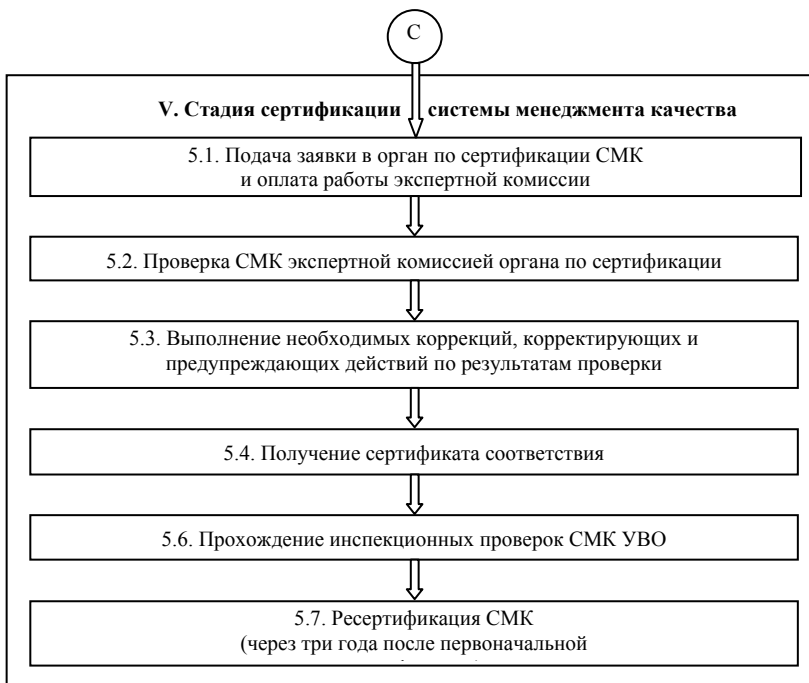 С
V. Стадия сертификации системы менеджмента качества
5.1. Подача заявки в орган по сертификации СМК
и оплата работы экспертной комиссии
5.2. Проверка СМК экспертной комиссией органа по сертификации
5.3. Выполнение необходимых коррекций, корректирующих и
предупреждающих действий по результатам проверки
5.4. Получение сертификата соответствия
5.6. Прохождение инспекционных проверок СМК УВО
5.7. Ресертификация СМК
(через три года после первоначальной